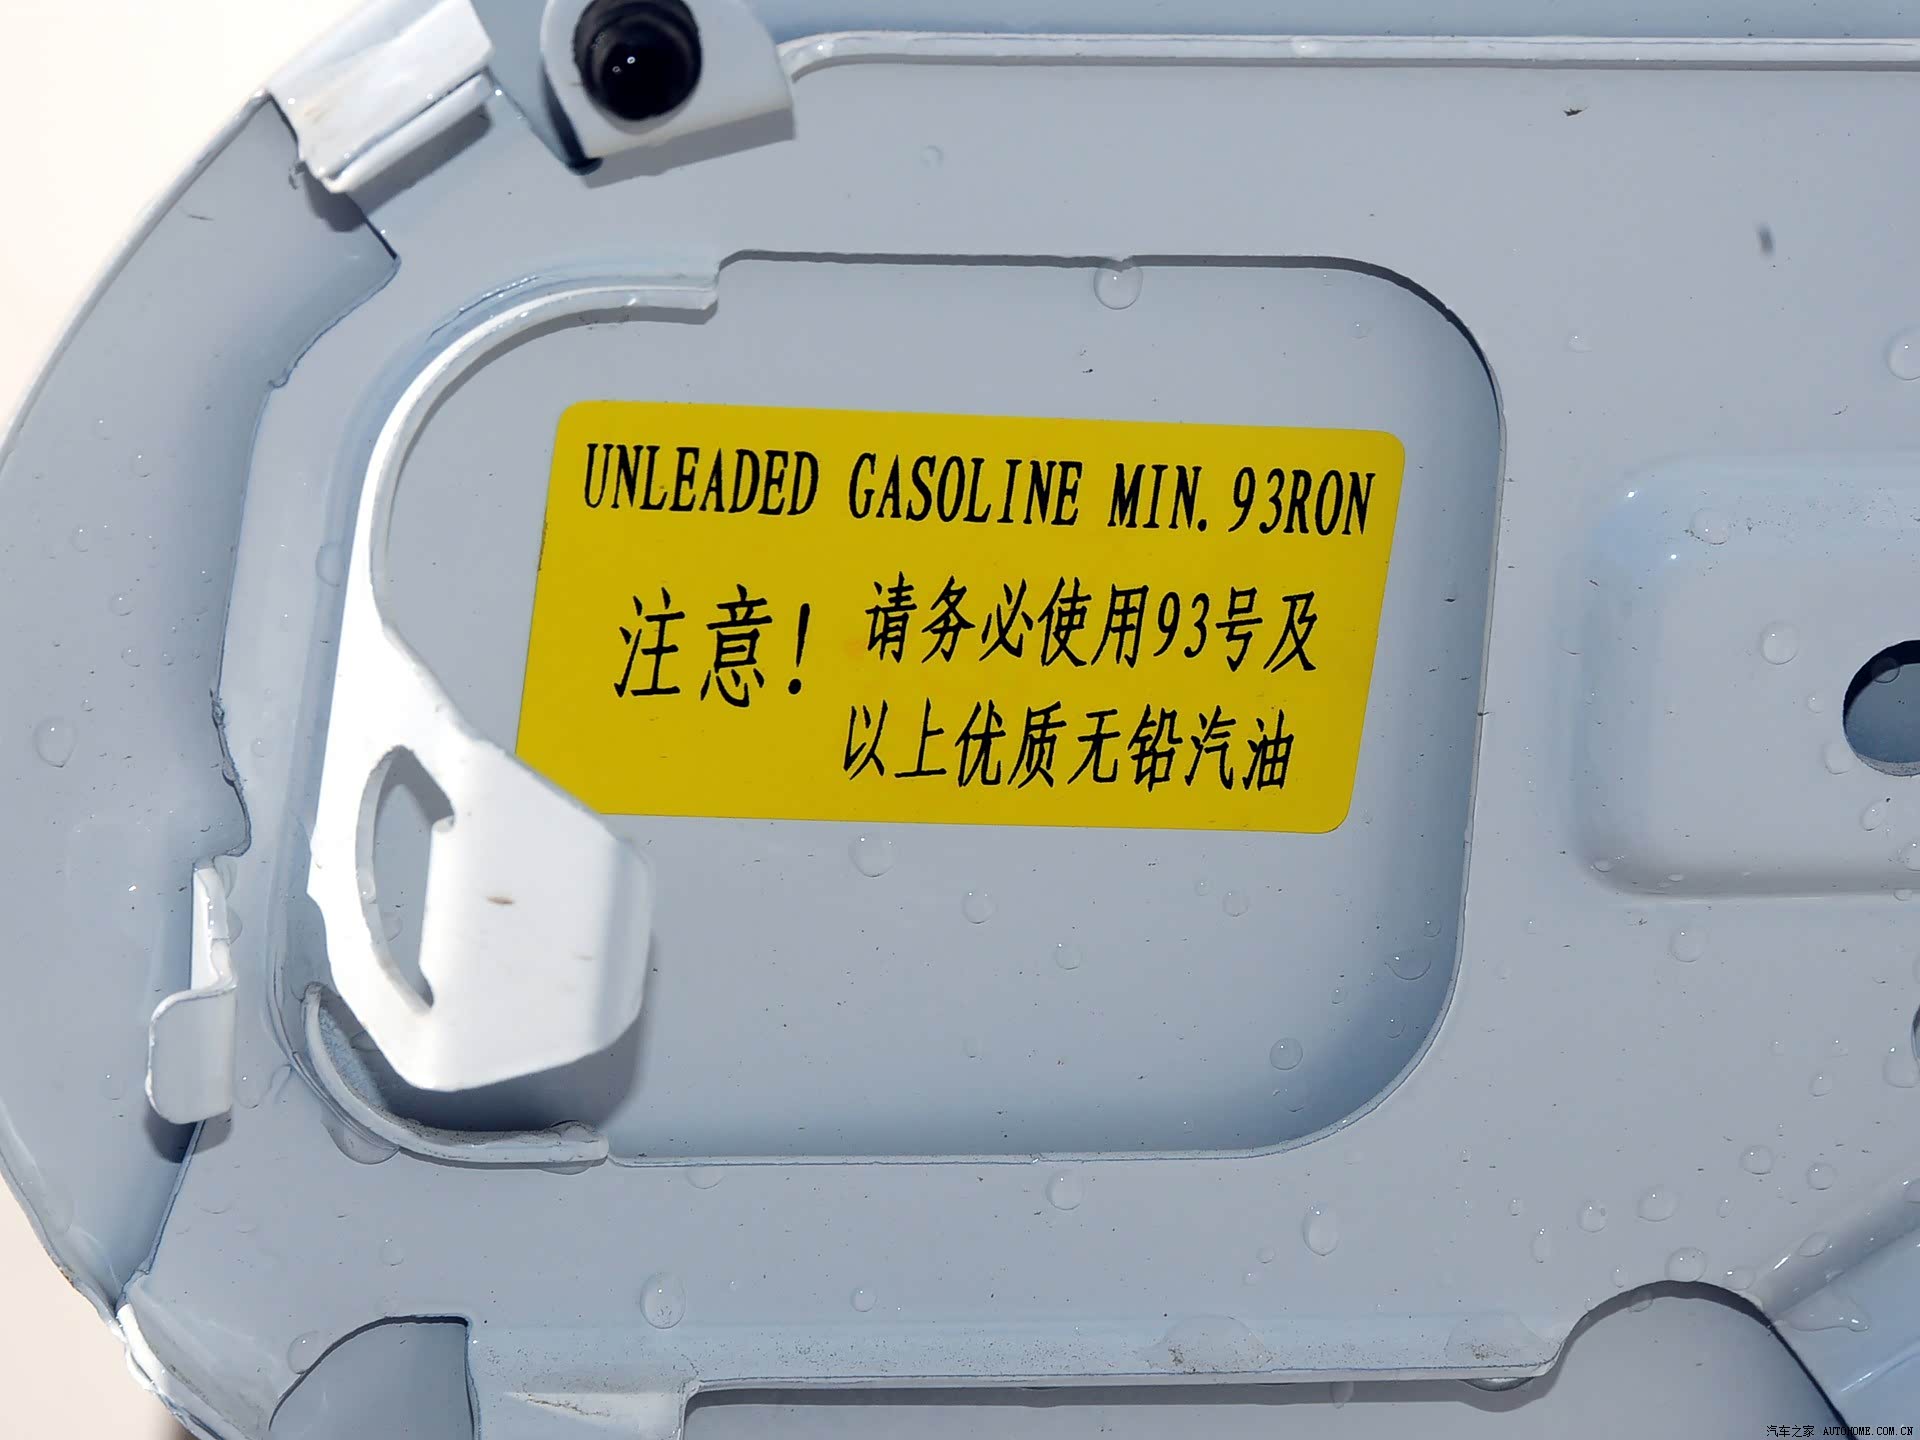 UNLEADED GASOLINE MIN. 93RON
注意! 请务必使用93号及
以上优质无铅汽油
汽车之家 AUTOHOME.COM.CN